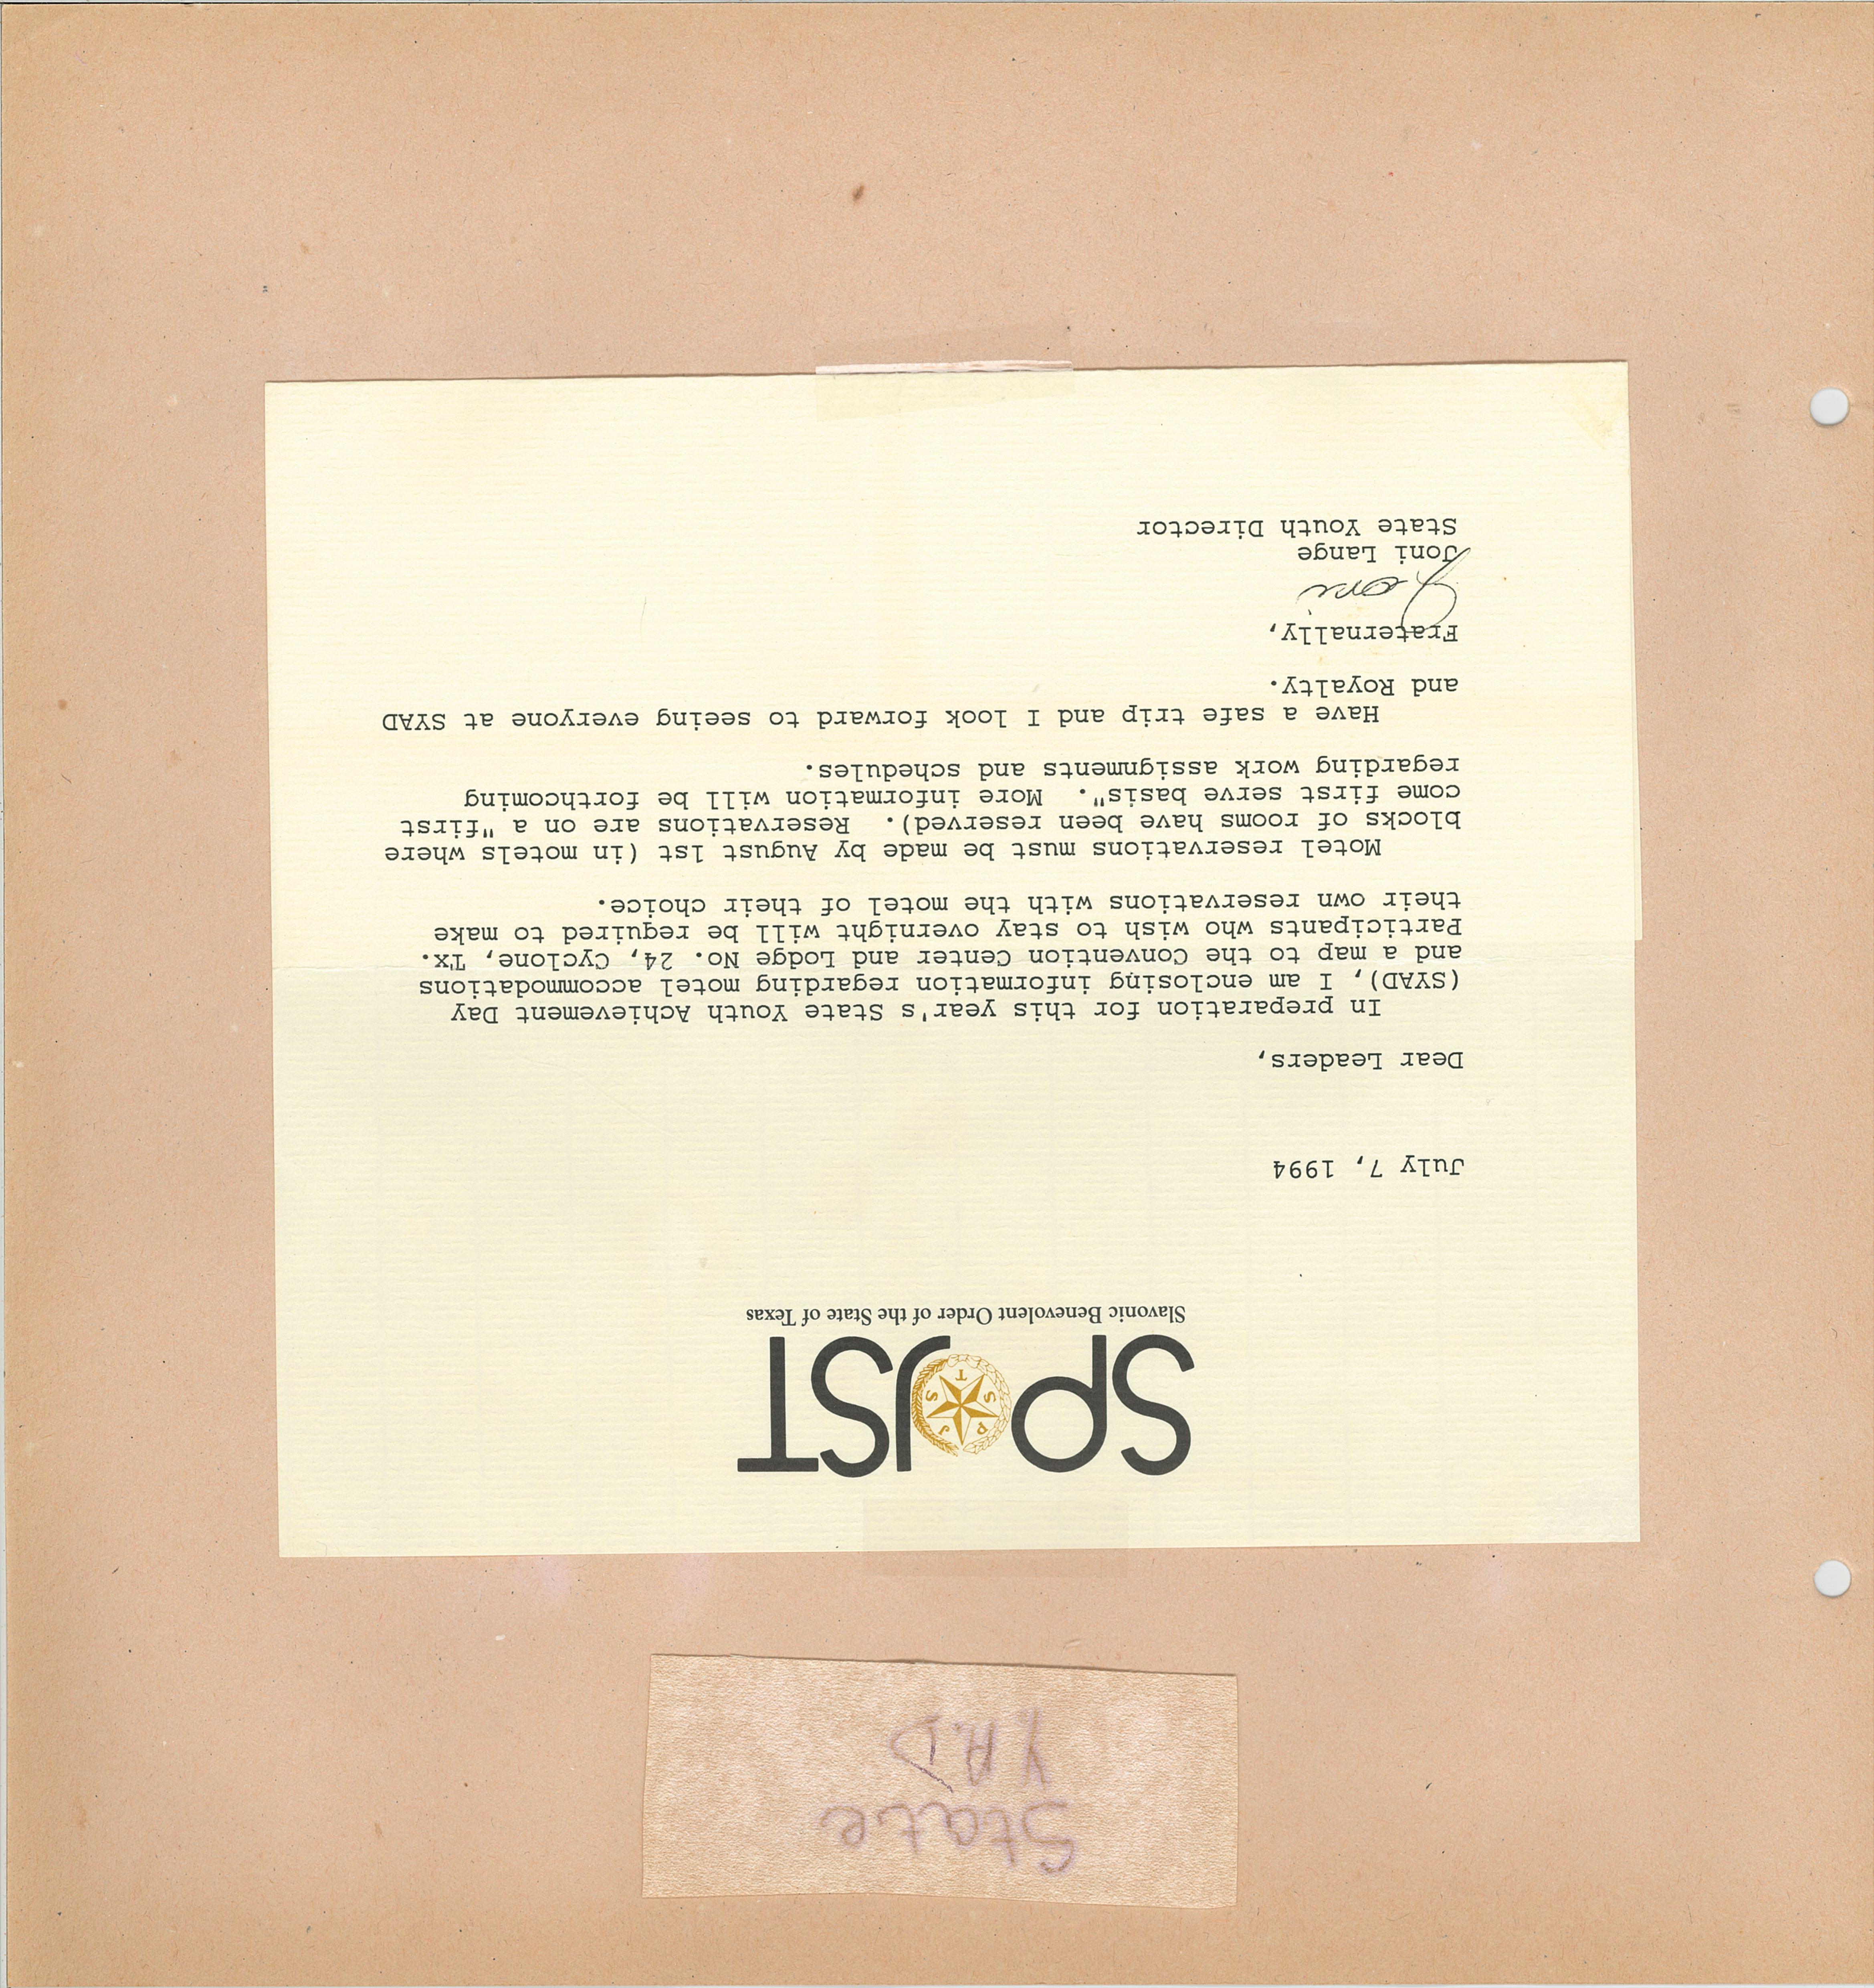 State
YAD
SPJST
S P J S T
Slavonic Benevolent Order of the State of Texas
July 7, 1994
Dear Leaders,
In preparation for this year's State Youth Achievement Day
(SYAD), I am enclosing information regarding motel accommodations
and a map to the Convention Center and Lodge No. 24, Cyclone, Tx.
Participants who wish to stay overnight will be required to make
their own reservations with the motel of their choice.
Motel reservations must be made by August 1st (in motels where
blocks of rooms have been reserved). Reservations are on a "first
come first serve basis". More information will be forthcoming
regarding work assignments and schedules.
Have a safe trip and I look forward to seeing everyone at SYAD
and Royalty.
Fraternally,
Joni
Joni Lange
State Youth Director